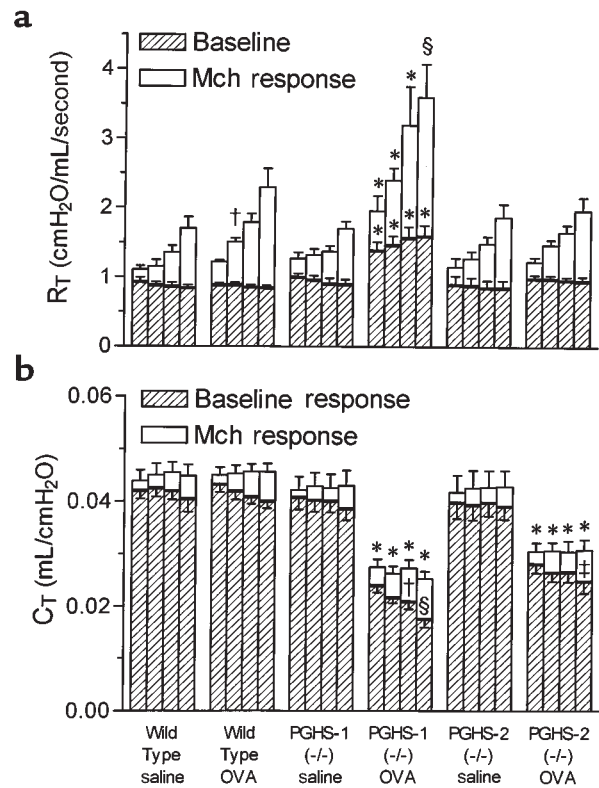 a
Baseline
Mch response
R_T (cmH₂O/mL/second)
4
3
2
1
0
†
*
*
*
§
*
*
*
*
b
Baseline response
Mch response
C_T (mL/cmH₂O)
0.06
0.04
0.02
0.00
* * * *
†
§
* * * *
‡
Wild Type saline
Wild Type OVA
PGHS-1 (-/-) saline
PGHS-1 (-/-) OVA
PGHS-2 (-/-) saline
PGHS-2 (-/-) OVA